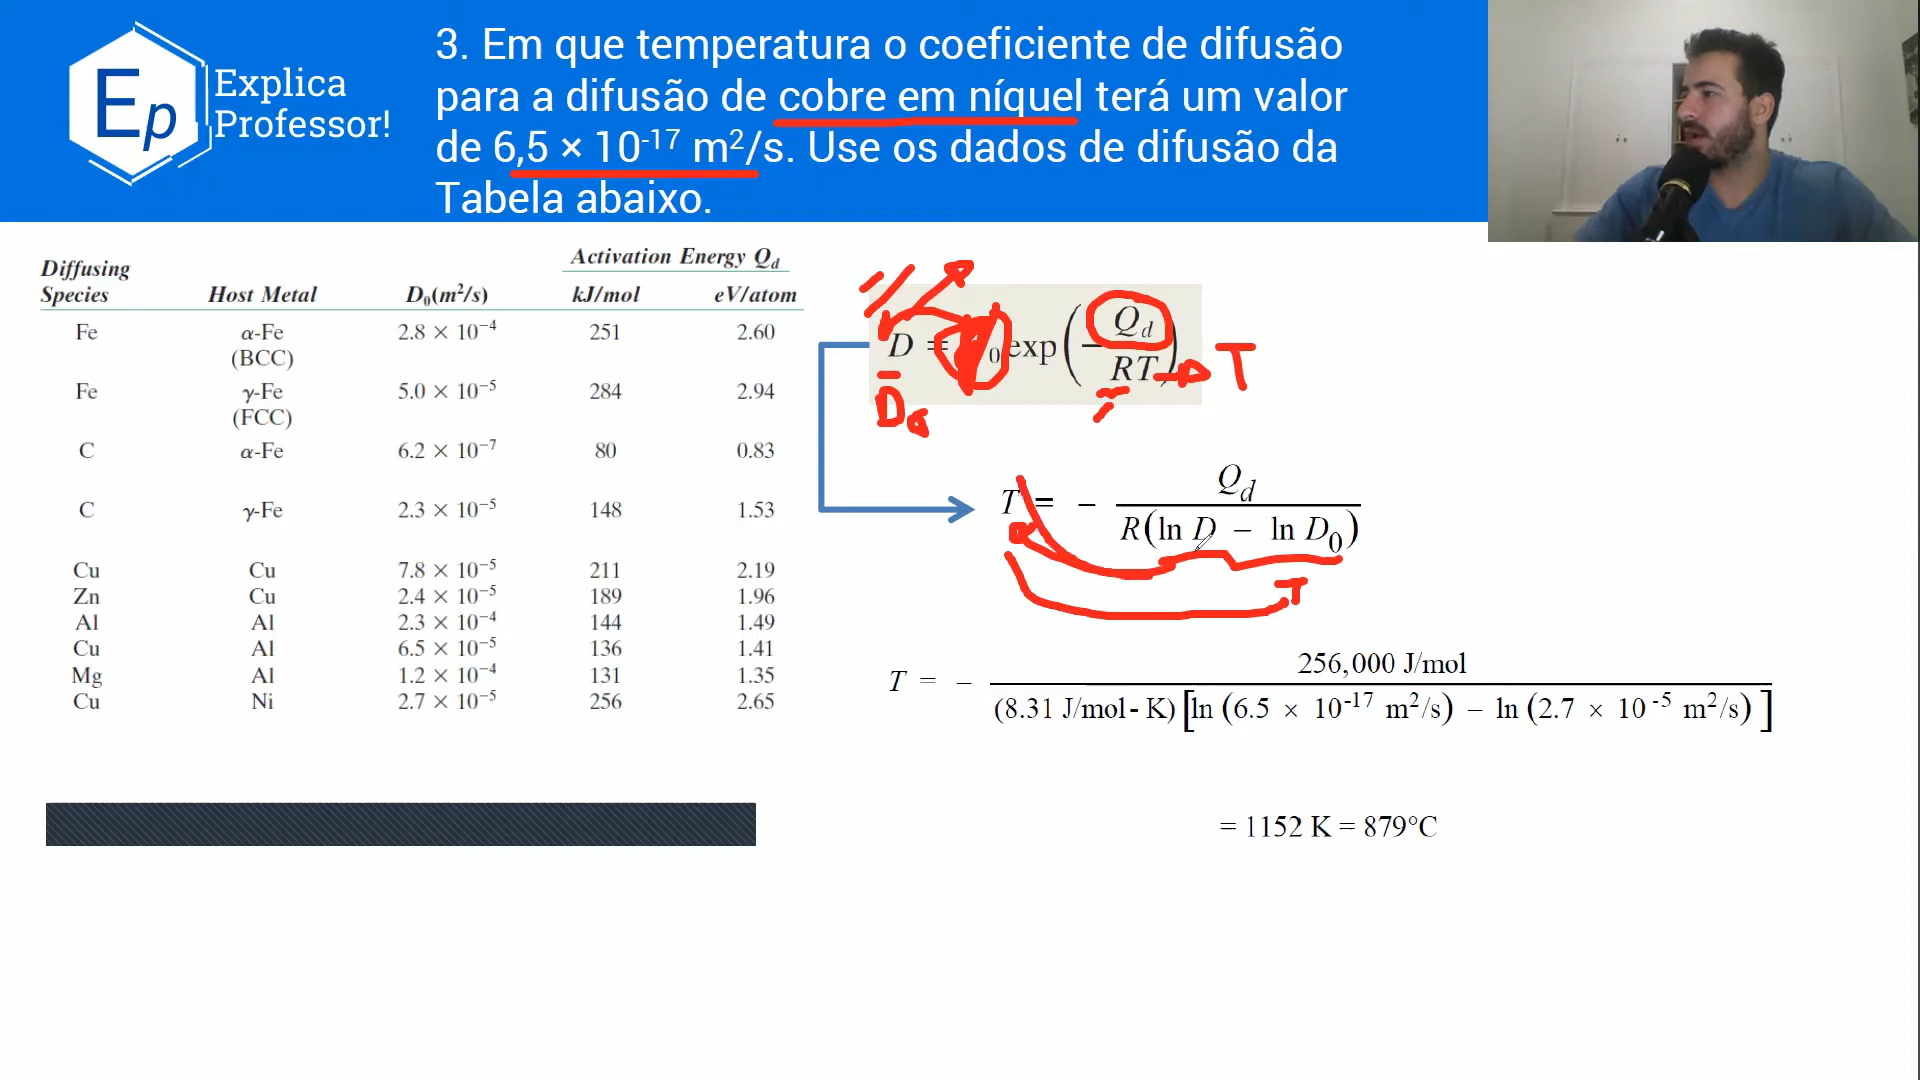 Ep
Explica
Professor!
3. Em que temperatura o coeficiente de difusão
para a difusão de cobre em níquel terá um valor
de 6,5 × 10⁻¹⁷ m²/s. Use os dados de difusão da
Tabela abaixo.
Activation Energy Q_d
Diffusing
Species Host Metal D₀(m²/s) kJ/mol eV/atom
Fe α-Fe 2.8 × 10⁻⁴ 251 2.60
(BCC)
Fe γ-Fe 5.0 × 10⁻⁵ 284 2.94
(FCC)
C α-Fe 6.2 × 10⁻⁷ 80 0.83
C γ-Fe 2.3 × 10⁻⁵ 148 1.53
Cu Cu 7.8 × 10⁻⁵ 211 2.19
Zn Cu 2.4 × 10⁻⁵ 189 1.96
Al Al 2.3 × 10⁻⁴ 144 1.49
Cu Al 6.5 × 10⁻⁵ 136 1.41
Mg Al 1.2 × 10⁻⁴ 131 1.35
Cu Ni 2.7 × 10⁻⁵ 256 2.65
D = ₀ exp(− Q_d / RT) T
D
T = − Q_d / R(ln D − ln D₀)
T
T = − 256,000 J/mol / (8.31 J/mol-K)[ln (6.5 × 10⁻¹⁷ m²/s) − ln (2.7 × 10⁻⁵ m²/s)]
= 1152 K = 879°C